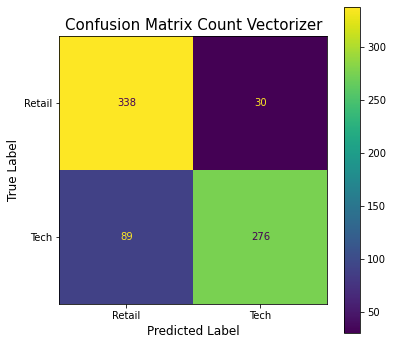 Confusion Matrix Count Vectorizer
True Label
Retail
338
30
Tech
89
276
Retail
Tech
Predicted Label
300
250
200
150
100
50